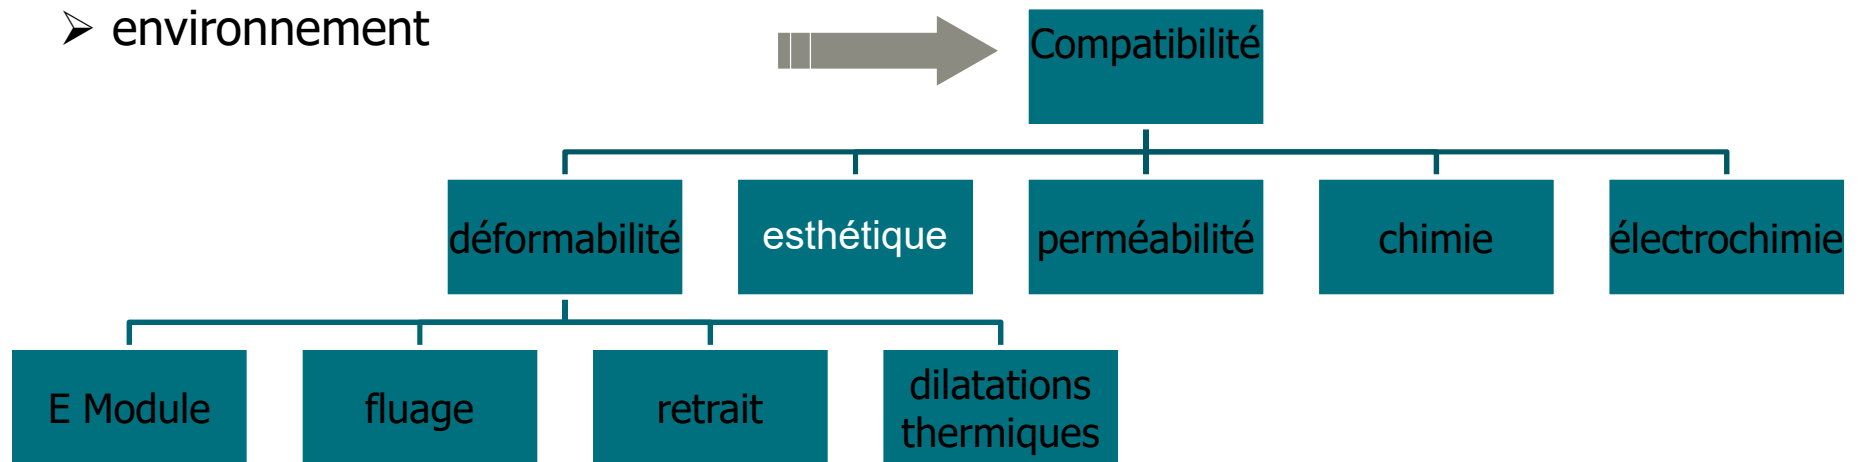 ➢ environnement
Compatibilité
déformabilité
esthétique
perméabilité
chimie
électrochimie
E Module
fluage
retrait
dilatations
thermiques